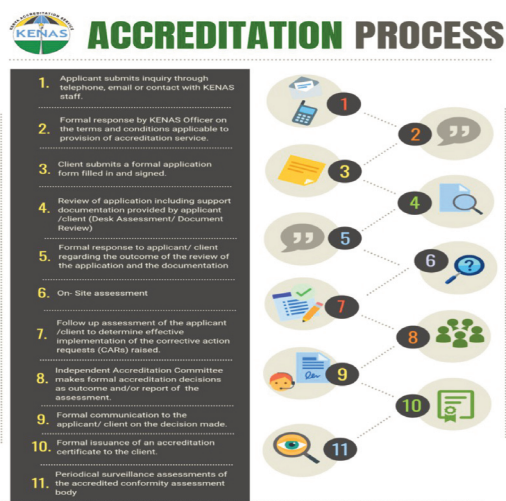 KENYA ACCREDITATION SERVICE
KENAS
ACCREDITATION PROCESS
1. Applicant submits inquiry through
telephone, email or contact with KENAS
staff.
2. Formal response by KENAS Officer on
the terms and conditions applicable to
provision of accreditation service.
3. Client submits a formal application
form filled in and signed.
4. Review of application including support
documentation provided by applicant
/client (Desk Assessment/ Document
Review)
5. Formal response to applicant/ client
regarding the outcome of the review of
the application and the documentation
6. On- Site assessment
7. Follow up assessment of the applicant
/client to determine effective
implementation of the corrective action
requests (CARs) raised.
8. Independent Accreditation Committee
makes formal accreditation decisions
as outcome and/or report of the
assessment.
9. Formal communication to the
applicant/ client on the decision made.
10. Formal issuance of an accreditation
certificate to the client.
11. Periodical surveillance assessments of
the accredited conformity assessment
body
1
2
3
4
5
6
7
8
9
10
11